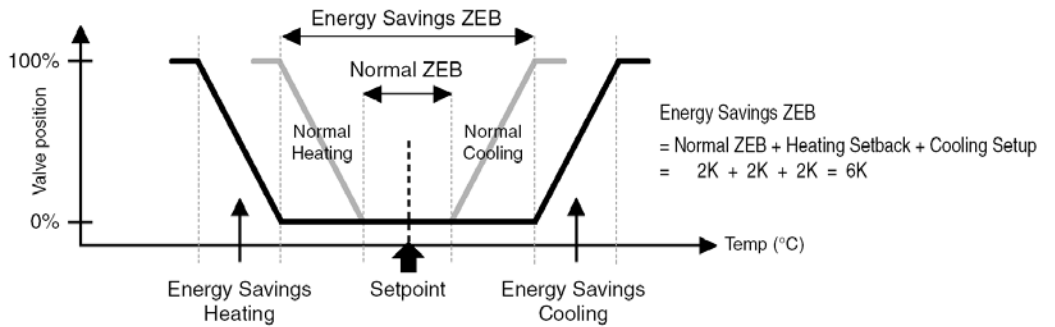 Energy Savings ZEB
100%
Normal ZEB
Valve position
Normal
Heating
Normal
Cooling
Energy Savings ZEB
= Normal ZEB + Heating Setback + Cooling Setup
= 2K + 2K + 2K = 6K
0%
Temp (°C)
Energy Savings
Heating
Setpoint
Energy Savings
Cooling